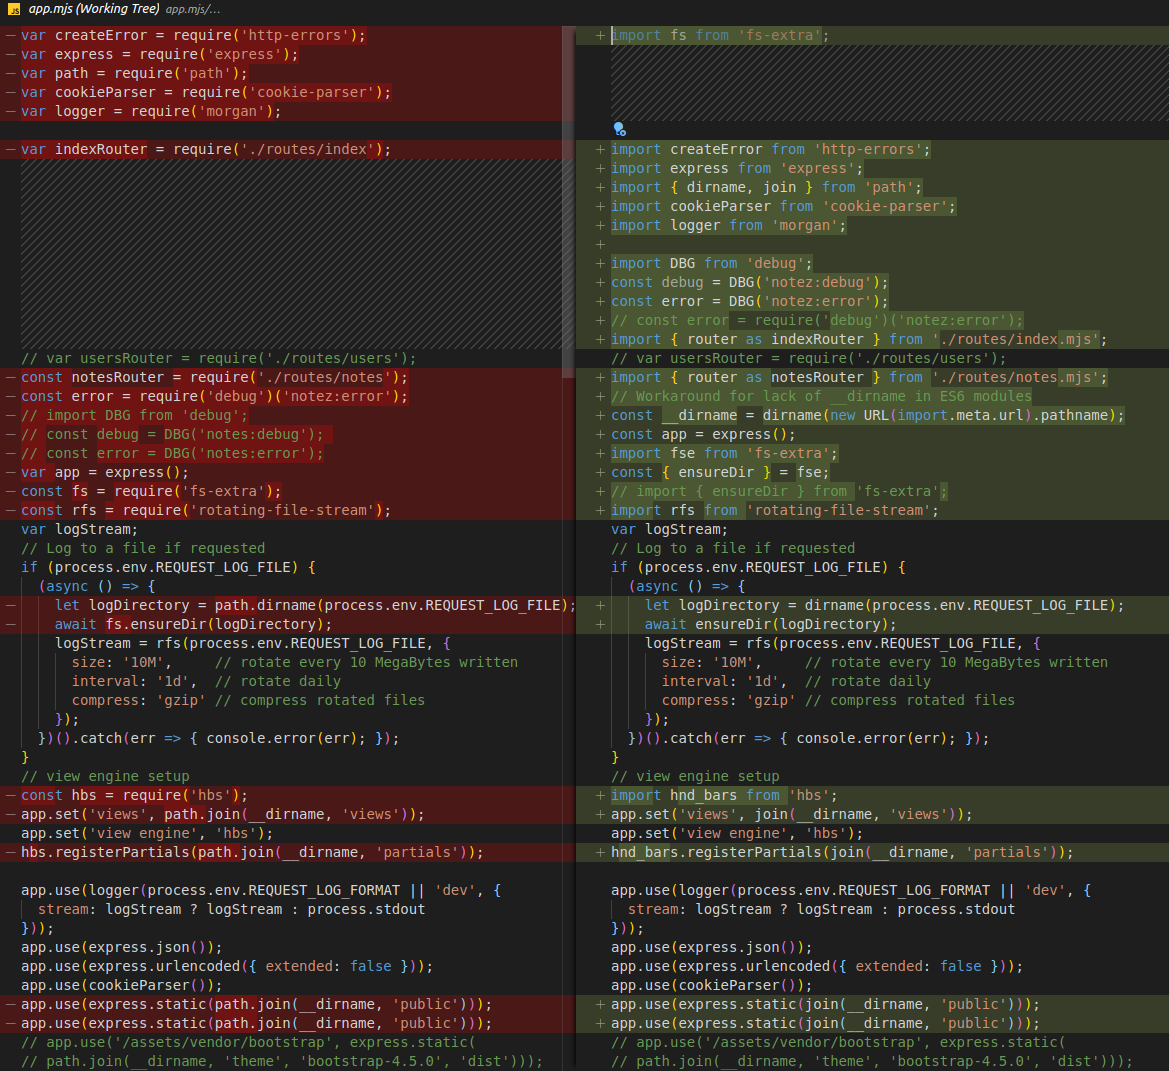 JS app.mjs (Working Tree) app.mjs/...
− var createError = require('http-errors');
− var express = require('express');
− var path = require('path');
− var cookieParser = require('cookie-parser');
− var logger = require('morgan');
− var indexRouter = require('./routes/index');
// var usersRouter = require('./routes/users');
− const notesRouter = require('./routes/notes');
− const error = require('debug')('notez:error');
− // import DBG from 'debug';
− // const debug = DBG('notes:debug');
− // const error = DBG('notes:error');
− var app = express();
− const fs = require('fs-extra');
− const rfs = require('rotating-file-stream');
var logStream;
// Log to a file if requested
if (process.env.REQUEST_LOG_FILE) {
(async () => {
− let logDirectory = path.dirname(process.env.REQUEST_LOG_FILE);
− await fs.ensureDir(logDirectory);
logStream = rfs(process.env.REQUEST_LOG_FILE, {
size: '10M', // rotate every 10 MegaBytes written
interval: '1d', // rotate daily
compress: 'gzip' // compress rotated files
});
})().catch(err => { console.error(err); });
}
// view engine setup
− const hbs = require('hbs');
− app.set('views', path.join(__dirname, 'views'));
app.set('view engine', 'hbs');
− hbs.registerPartials(path.join(__dirname, 'partials'));
app.use(logger(process.env.REQUEST_LOG_FORMAT || 'dev', {
stream: logStream ? logStream : process.stdout
}));
app.use(express.json());
app.use(express.urlencoded({ extended: false }));
app.use(cookieParser());
− app.use(express.static(path.join(__dirname, 'public')));
− app.use(express.static(path.join(__dirname, 'public')));
// app.use('/assets/vendor/bootstrap', express.static(
// path.join(__dirname, 'theme', 'bootstrap-4.5.0', 'dist')));
+ import fs from 'fs-extra';
+ import createError from 'http-errors';
+ import express from 'express';
+ import { dirname, join } from 'path';
+ import cookieParser from 'cookie-parser';
+ import logger from 'morgan';
+
+ import DBG from 'debug';
+ const debug = DBG('notez:debug');
+ const error = DBG('notez:error');
+ // const error = require('debug')('notez:error');
+ import { router as indexRouter } from './routes/index.mjs';
// var usersRouter = require('./routes/users');
+ import { router as notesRouter } from './routes/notes.mjs';
+ // Workaround for lack of __dirname in ES6 modules
+ const __dirname = dirname(new URL(import.meta.url).pathname);
+ const app = express();
+ import fse from 'fs-extra';
+ const { ensureDir } = fse;
+ // import { ensureDir } from 'fs-extra';
+ import rfs from 'rotating-file-stream';
var logStream;
// Log to a file if requested
if (process.env.REQUEST_LOG_FILE) {
(async () => {
+ let logDirectory = dirname(process.env.REQUEST_LOG_FILE);
+ await ensureDir(logDirectory);
logStream = rfs(process.env.REQUEST_LOG_FILE, {
size: '10M', // rotate every 10 MegaBytes written
interval: '1d', // rotate daily
compress: 'gzip' // compress rotated files
});
})().catch(err => { console.error(err); });
}
// view engine setup
+ import hnd_bars from 'hbs';
+ app.set('views', join(__dirname, 'views'));
app.set('view engine', 'hbs');
+ hnd_bars.registerPartials(join(__dirname, 'partials'));
app.use(logger(process.env.REQUEST_LOG_FORMAT || 'dev', {
stream: logStream ? logStream : process.stdout
}));
app.use(express.json());
app.use(express.urlencoded({ extended: false }));
app.use(cookieParser());
+ app.use(express.static(join(__dirname, 'public')));
+ app.use(express.static(join(__dirname, 'public')));
// app.use('/assets/vendor/bootstrap', express.static(
// path.join(__dirname, 'theme', 'bootstrap-4.5.0', 'dist')));